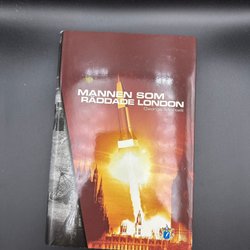 MANNEN SOM
RÄDDADE LONDON
George Martelli